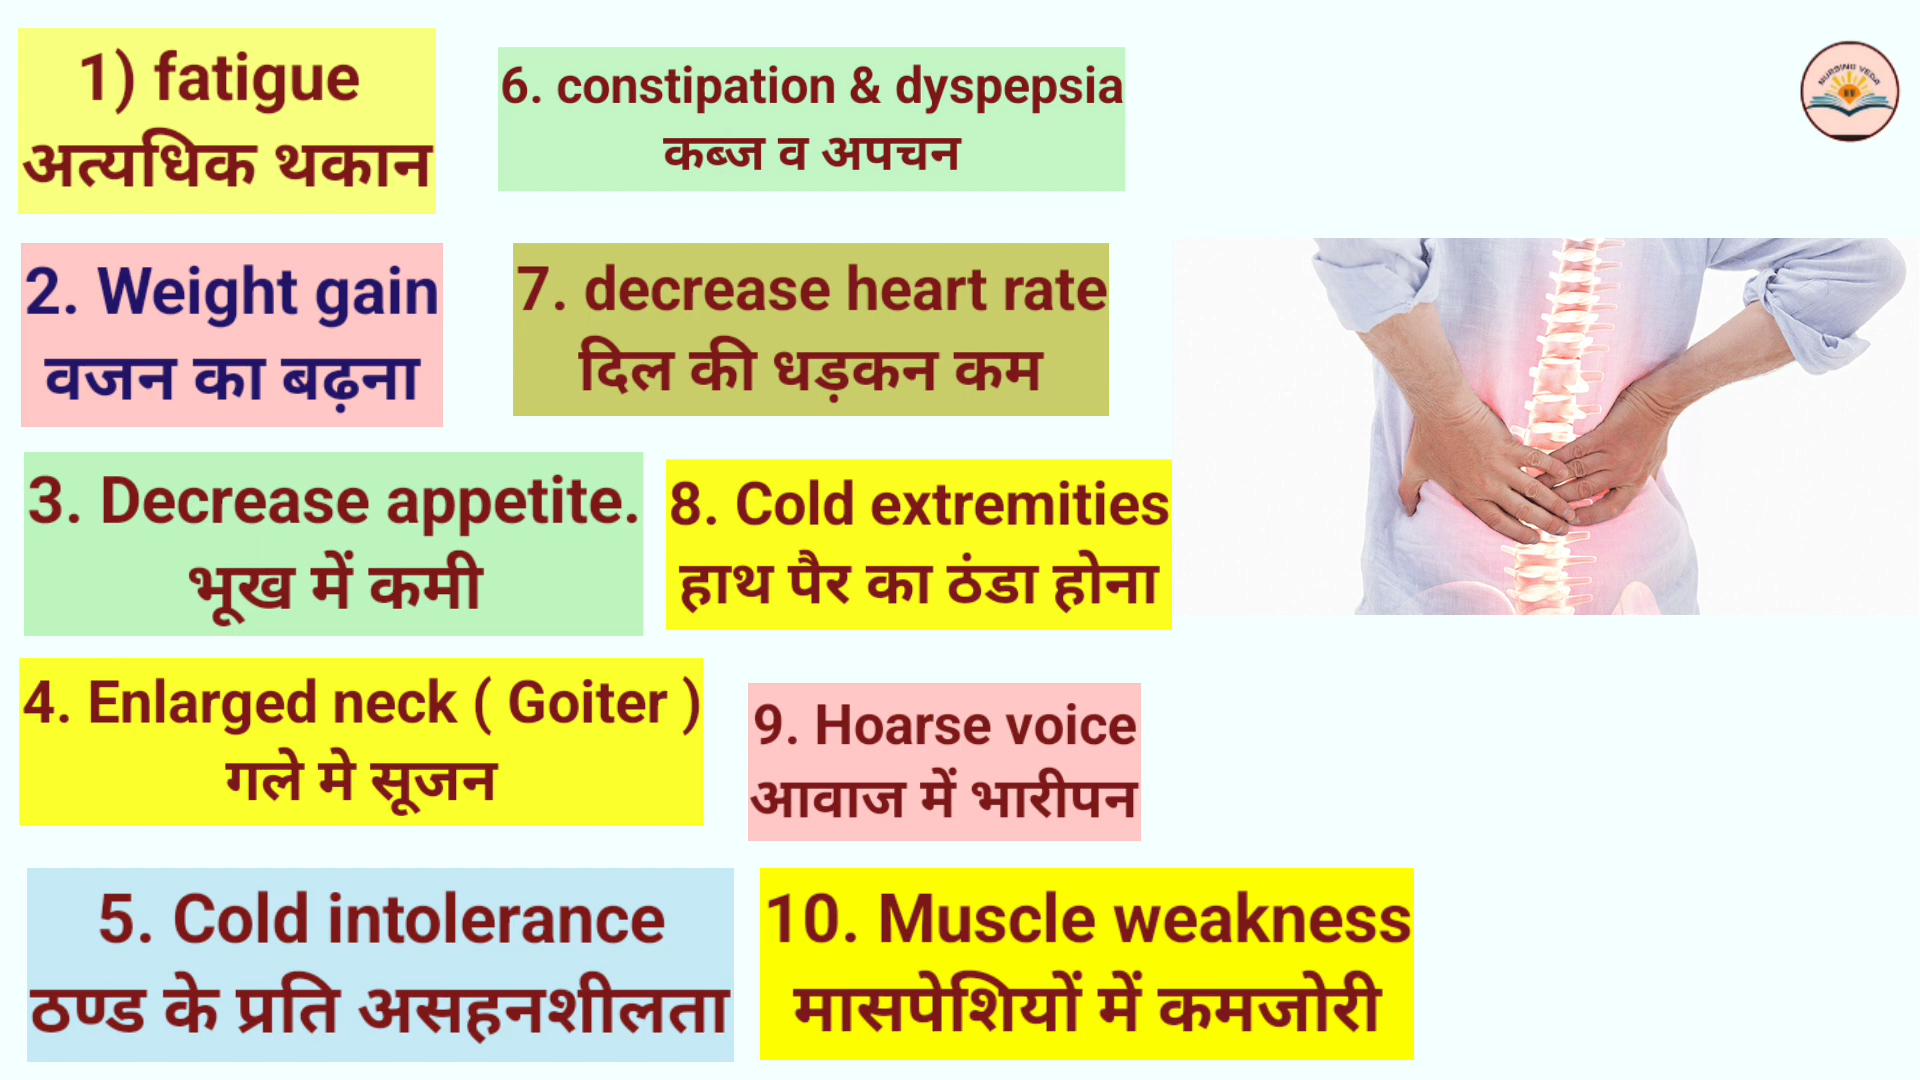 1) fatigue
अत्यधिक थकान
2. Weight gain
वजन का बढ़ना
3. Decrease appetite.
भूख में कमी
4. Enlarged neck ( Goiter )
गले मे सूजन
5. Cold intolerance
ठण्ड के प्रति असहनशीलता
6. constipation & dyspepsia
कब्ज व अपचन
7. decrease heart rate
दिल की धड़कन कम
8. Cold extremities
हाथ पैर का ठंडा होना
9. Hoarse voice
आवाज में भारीपन
10. Muscle weakness
मासपेशियों में कमजोरी
NURSING VEDA